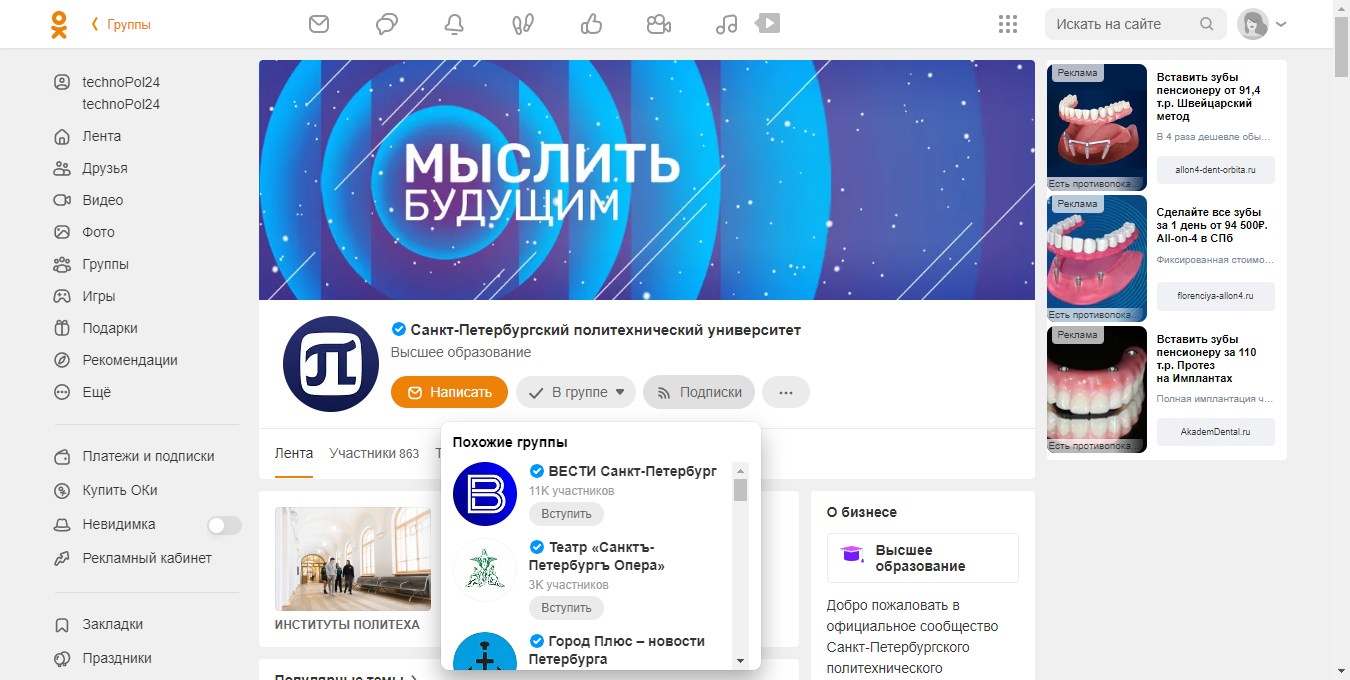 Группы
Искать на сайте
technoPol24
technoPol24
Лента
Друзья
Видео
Фото
Группы
Игры
Подарки
Рекомендации
Ещё
Платежи и подписки
Купить ОКи
Невидимка
Рекламный кабинет
Закладки
Праздники
МЫСЛИТЬ
БУДУЩИМ
Санкт-Петербургский политехнический университет
Высшее образование
Написать
В группе
Подписки
Лента
Участники 863
Похожие группы
ВЕСТИ Санкт-Петербург
11K участников
Вступить
Театр «Санктъ-
Петербургъ Опера»
3K участников
Вступить
Город Плюс – новости
Петербурга
ИНСТИТУТЫ ПОЛИТЕХА
Популярные темы
О бизнесе
Высшее
образование
Добро пожаловать в
официальное сообщество
Санкт-Петербургского
политехнического
Реклама
Есть противопока...
Вставить зубы
пенсионеру от 91,4
т.р. Швейцарский
метод
В 4 раза дешевле обы...
allon4-dent-orbita.ru
Реклама
Есть противопока...
Сделайте все зубы
за 1 день от 94 500₽.
All-on-4 в СПб
Фиксированная стоимо...
florenciya-allon4.ru
Реклама
Есть противопока...
Вставить зубы
пенсионеру за 110
т.р. Протез
на Имплантах
Полная имплантация ч...
AkademDental.ru